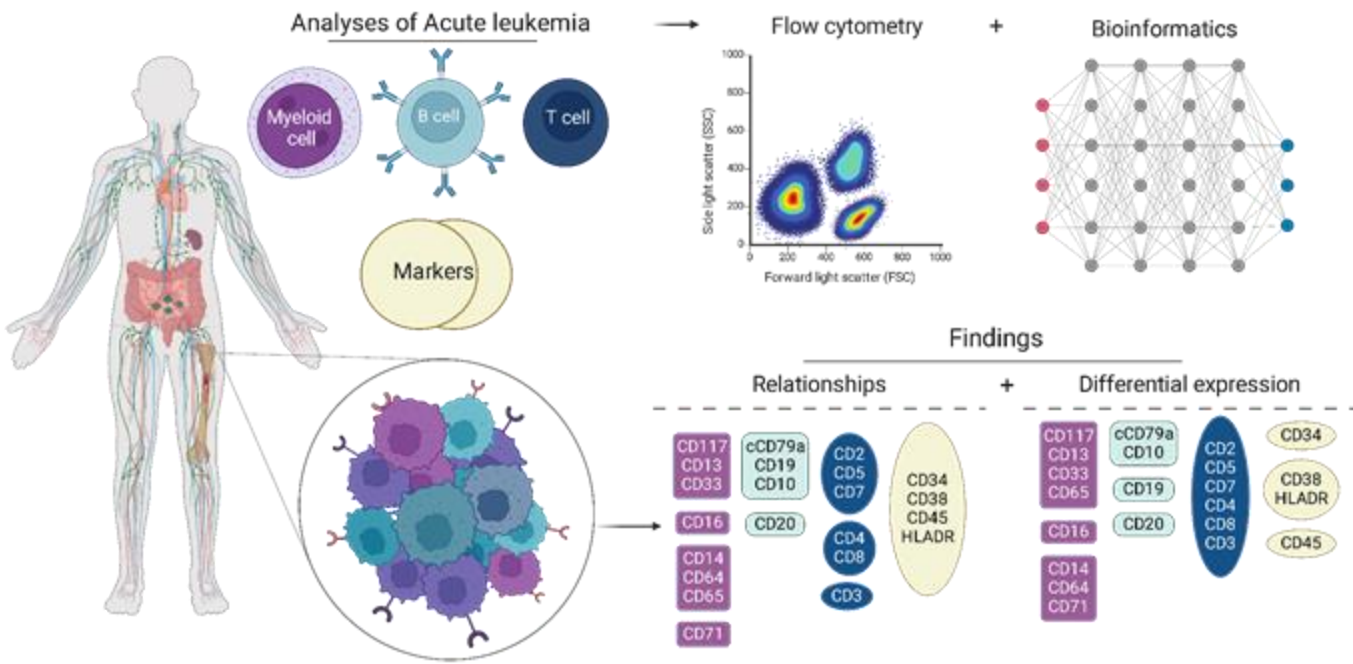 Analyses of Acute leukemia
Flow cytometry
+
Bioinformatics
Myeloid
cell
B cell
T cell
Markers
1000
800
600
400
200
0
Side light scatter (SSC)
0
200
400
600
800
1000
Forward light scatter (FSC)
Findings
Relationships
+
Differential expression
CD117
CD13
CD33
CD16
CD14
CD64
CD65
CD71
cCD79a
CD19
CD10
CD20
CD2
CD5
CD7
CD4
CD8
CD3
CD34
CD38
CD45
HLADR
CD117
CD13
CD33
CD65
CD16
CD14
CD64
CD71
cCD79a
CD10
CD19
CD20
CD2
CD5
CD7
CD4
CD8
CD3
CD34
CD38
HLADR
CD45